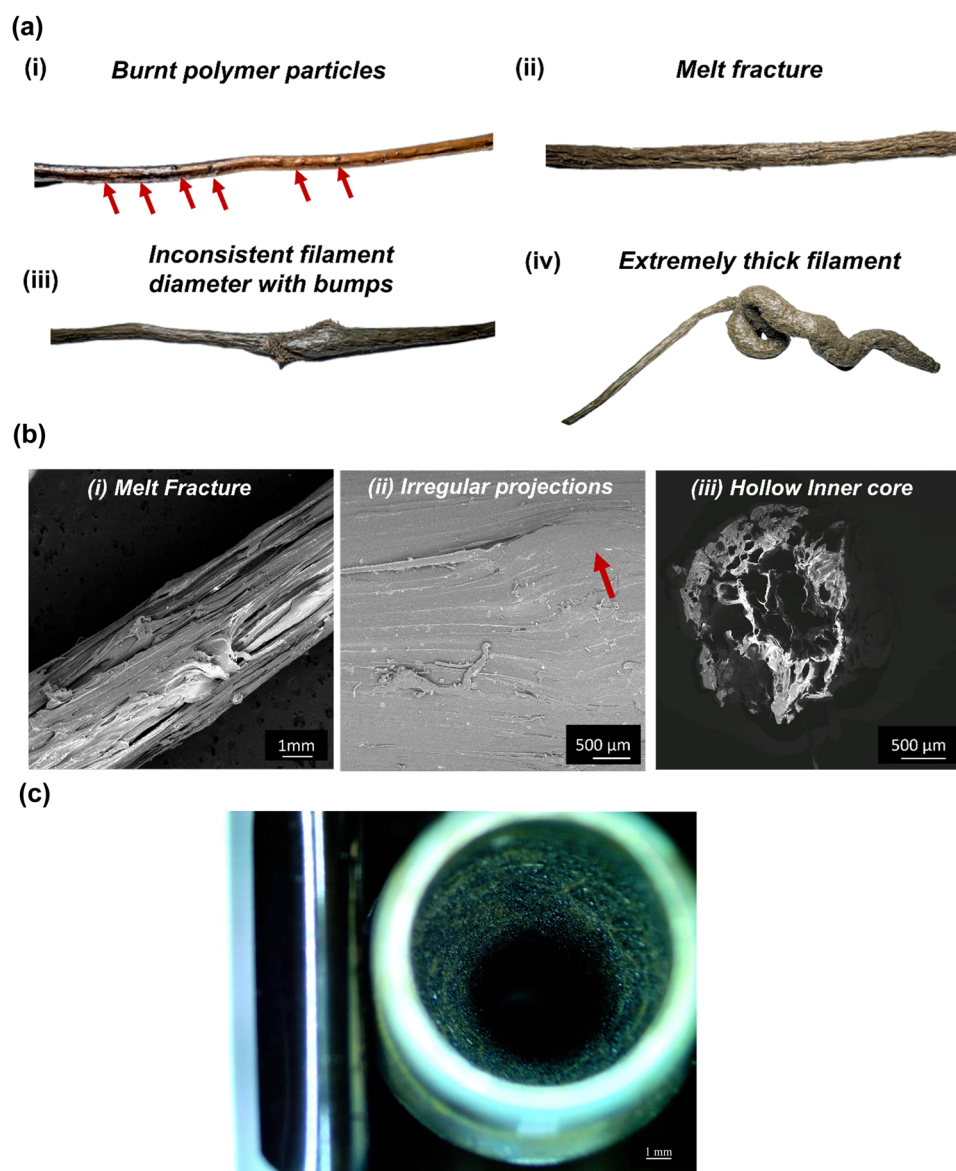 (a)
(i)
Burnt polymer particles
(ii)
Melt fracture
(iii)
Inconsistent filament
diameter with bumps
(iv)
Extremely thick filament
(b)
(i) Melt Fracture
(ii) Irregular projections
(iii) Hollow Inner core
1mm
500 µm
500 µm
(c)
1 mm